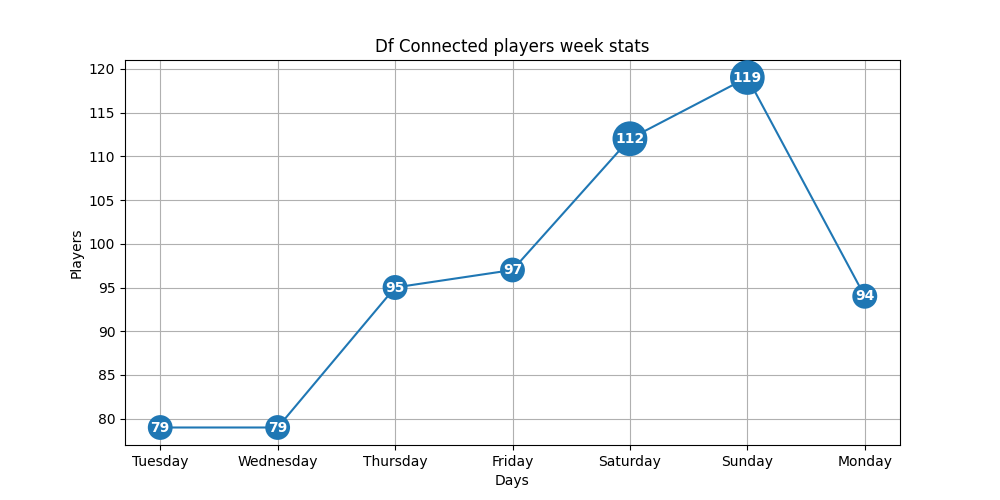 Df Connected players week stats
120
115
110
105
100
95
90
85
80
Players
79
79
95
97
112
119
94
Tuesday
Wednesday
Thursday
Friday
Saturday
Sunday
Monday
Days